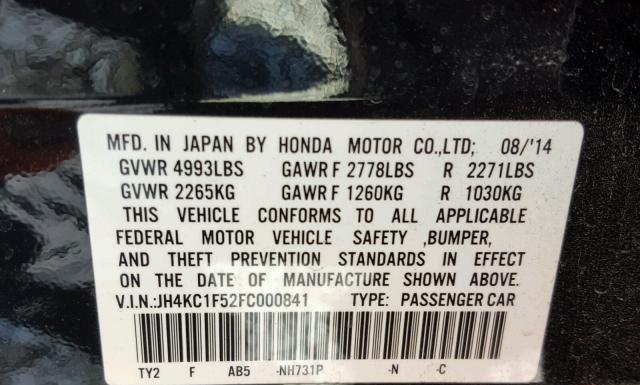 MFD. IN JAPAN BY HONDA MOTOR CO.,LTD; 08/'14
GVWR 4993LBS GAWR F 2778LBS R 2271LBS
GVWR 2265KG GAWR F 1260KG R 1030KG
THIS VEHICLE CONFORMS TO ALL APPLICABLE
FEDERAL MOTOR VEHICLE SAFETY ,BUMPER,
AND THEFT PREVENTION STANDARDS IN EFFECT
ON THE DATE OF MANUFACTURE SHOWN ABOVE.
V.I.N.:JH4KC1F52FC000841 TYPE: PASSENGER CAR
TY2 F AB5 -NH731P -N -C